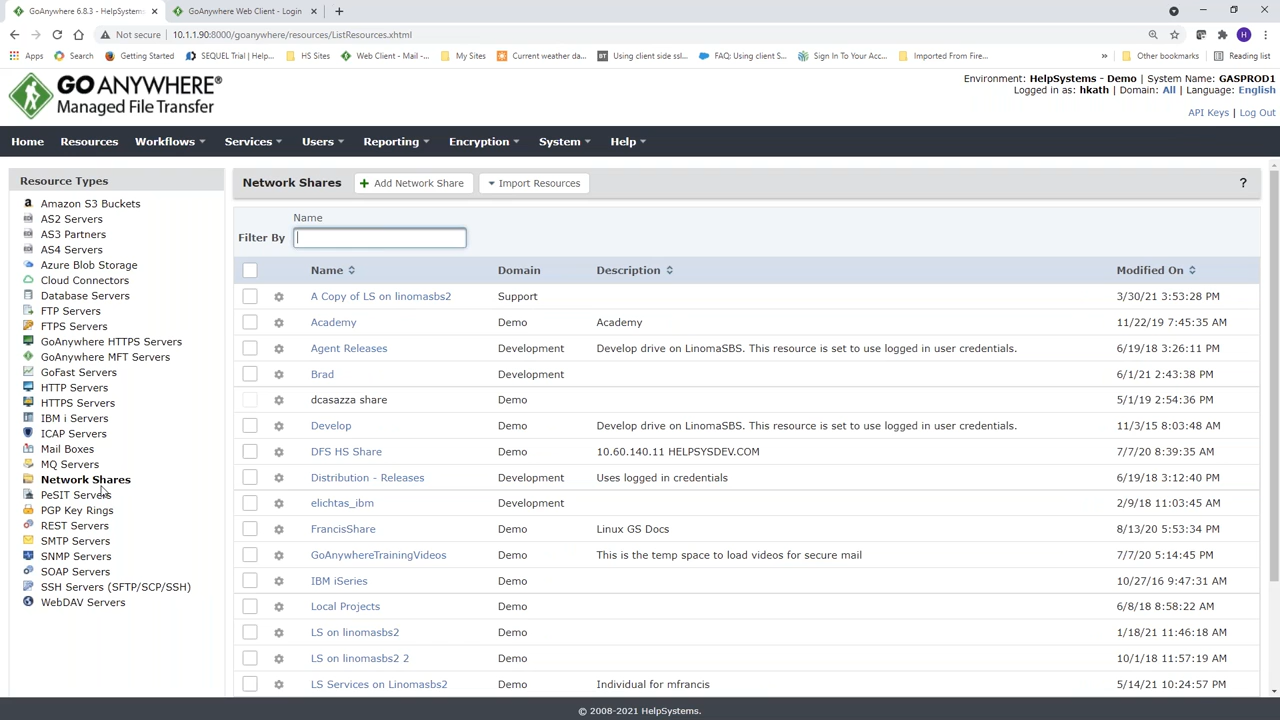 GoAnywhere 6.8.3 - HelpSystems
GoAnywhere Web Client - Login
Not secure | 10.1.1.90:8000/goanywhere/resources/ListResources.xhtml
H
Apps
Search
Getting Started
SEQUEL Training | Help...
HS Sites
Web Client - Mail -...
My Sites
Current weather da...
BT Using client side ssl...
FAQ: Using client S...
Sign In To Your Acc...
Imported From Fire...
»
Other bookmarks
Reading list
GOANYWHERE®
Managed File Transfer
Environment: HelpSystems - Demo | System Name: GASPROD1
Logged in as: hkath | Domain: All | Language: English
API Keys | Log Out
Home Resources Workflows Services Users Reporting Encryption System Help
Resource Types
Amazon S3 Buckets
AS2 Servers
AS3 Partners
AS4 Servers
Azure Blob Storage
Cloud Connectors
Database Servers
FTP Servers
FTPS Servers
GoAnywhere HTTPS Servers
GoAnywhere MFT Servers
GoFast Servers
HTTP Servers
HTTPS Servers
IBM i Servers
ICAP Servers
Mail Boxes
MQ Servers
Network Shares
PeSIT Servers
PGP Key Rings
REST Servers
SMTP Servers
SNMP Servers
SOAP Servers
SSH Servers (SFTP/SCP/SSH)
WebDAV Servers
Network Shares Add Network Share Import Resources ?
Name
Filter By
Name Domain Description Modified On
A Copy of LS on linomasbs2 Support 3/30/21 3:53:28 PM
Academy Demo Academy 11/22/19 7:45:35 AM
Agent Releases Development Develop drive on LinomaSBS. This resource is set to use logged in user credentials. 6/19/18 3:26:11 PM
Brad Development 6/1/21 2:43:38 PM
dcasazza share Demo 5/1/19 2:54:36 PM
Develop Demo Develop drive on LinomaSBS. This resource is set to use logged in user credentials. 11/3/15 8:03:48 AM
DFS HS Share Demo 10.60.140.11 HELPSYSDEV.COM 7/7/20 8:39:35 AM
Distribution - Releases Development Uses logged in credentials 6/19/18 3:12:40 PM
elichtas_ibm Development 2/9/18 11:03:45 AM
FrancisShare Demo Linux GS Docs 8/13/20 5:53:34 PM
GoAnywhereTrainingVideos Demo This is the temp space to load videos for secure mail 7/7/20 5:14:45 PM
IBM iSeries Demo 10/27/16 9:47:31 AM
Local Projects Demo 6/8/18 8:58:22 AM
LS on linomasbs2 Demo 1/18/21 11:46:18 AM
LS on linomasbs2 2 Demo 10/1/18 11:57:19 AM
LS Services on Linomasbs2 Demo Individual for mfrancis 5/14/21 10:24:57 PM
© 2008-2021 HelpSystems.